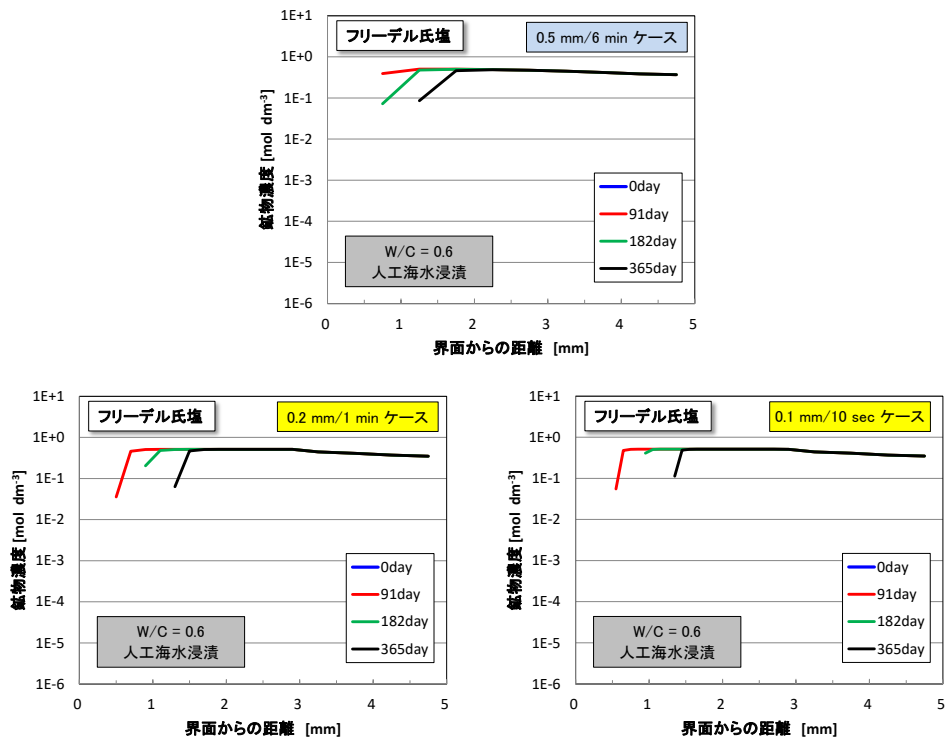 フリーデル氏塩
0.5 mm/6 min ケース
鉱物濃度 [mol dm-3]
1E+1
1E+0
1E-1
1E-2
1E-3
1E-4
1E-5
1E-6
0day
91day
182day
365day
W/C = 0.6
人工海水浸漬
0 1 2 3 4 5
界面からの距離 [mm]
フリーデル氏塩
0.2 mm/1 min ケース
鉱物濃度 [mol dm-3]
1E+1
1E+0
1E-1
1E-2
1E-3
1E-4
1E-5
1E-6
0day
91day
182day
365day
W/C = 0.6
人工海水浸漬
0 1 2 3 4 5
界面からの距離 [mm]
フリーデル氏塩
0.1 mm/10 sec ケース
鉱物濃度 [mol dm-3]
1E+1
1E+0
1E-1
1E-2
1E-3
1E-4
1E-5
1E-6
0day
91day
182day
365day
W/C = 0.6
人工海水浸漬
0 1 2 3 4 5
界面からの距離 [mm]